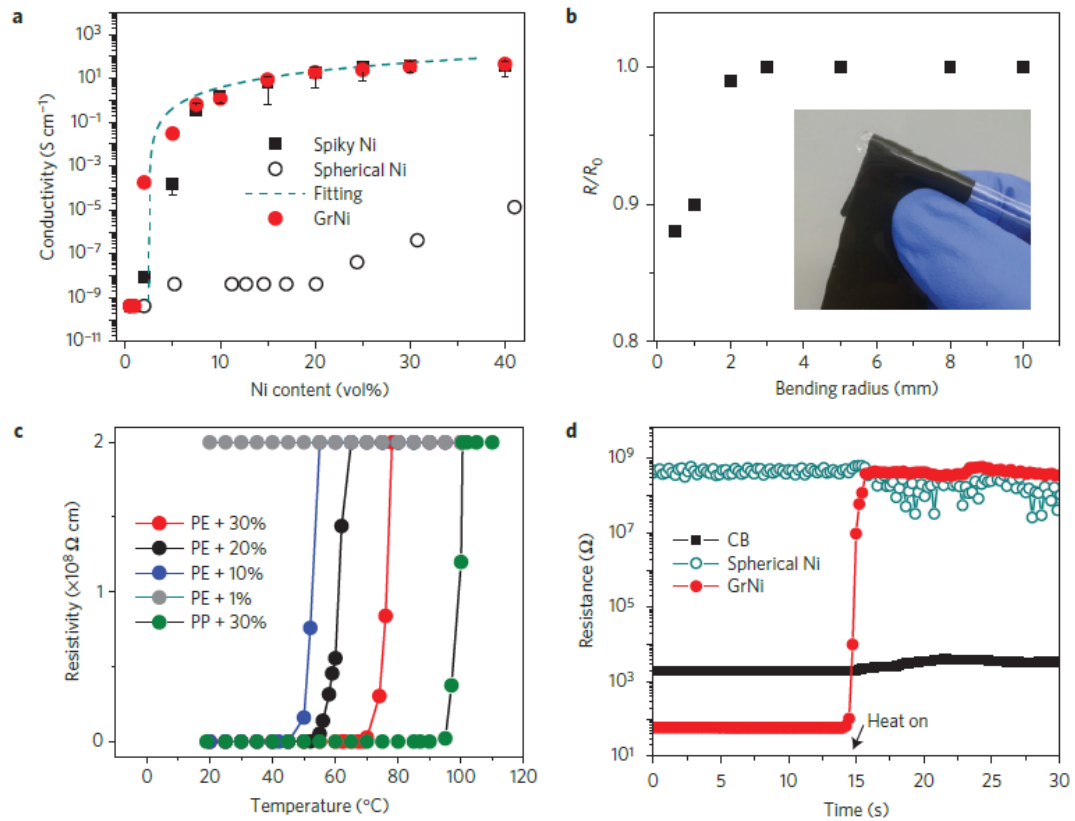 a
Conductivity (S cm⁻¹)
10³
10¹
10⁻¹
10⁻³
10⁻⁵
10⁻⁷
10⁻⁹
10⁻¹¹
Spiky Ni
Spherical Ni
Fitting
GrNi
0 10 20 30 40
Ni content (vol%)
b
R/R₀
1.0
0.9
0.8
0 2 4 6 8 10
Bending radius (mm)
c
Resistivity (×10⁸ Ω cm)
2
1
0
PE + 30%
PE + 20%
PE + 10%
PE + 1%
PP + 30%
0 20 40 60 80 100 120
Temperature (°C)
d
Resistance (Ω)
10⁹
10⁷
10⁵
10³
10¹
CB
Spherical Ni
GrNi
Heat on
0 5 10 15 20 25 30
Time (s)